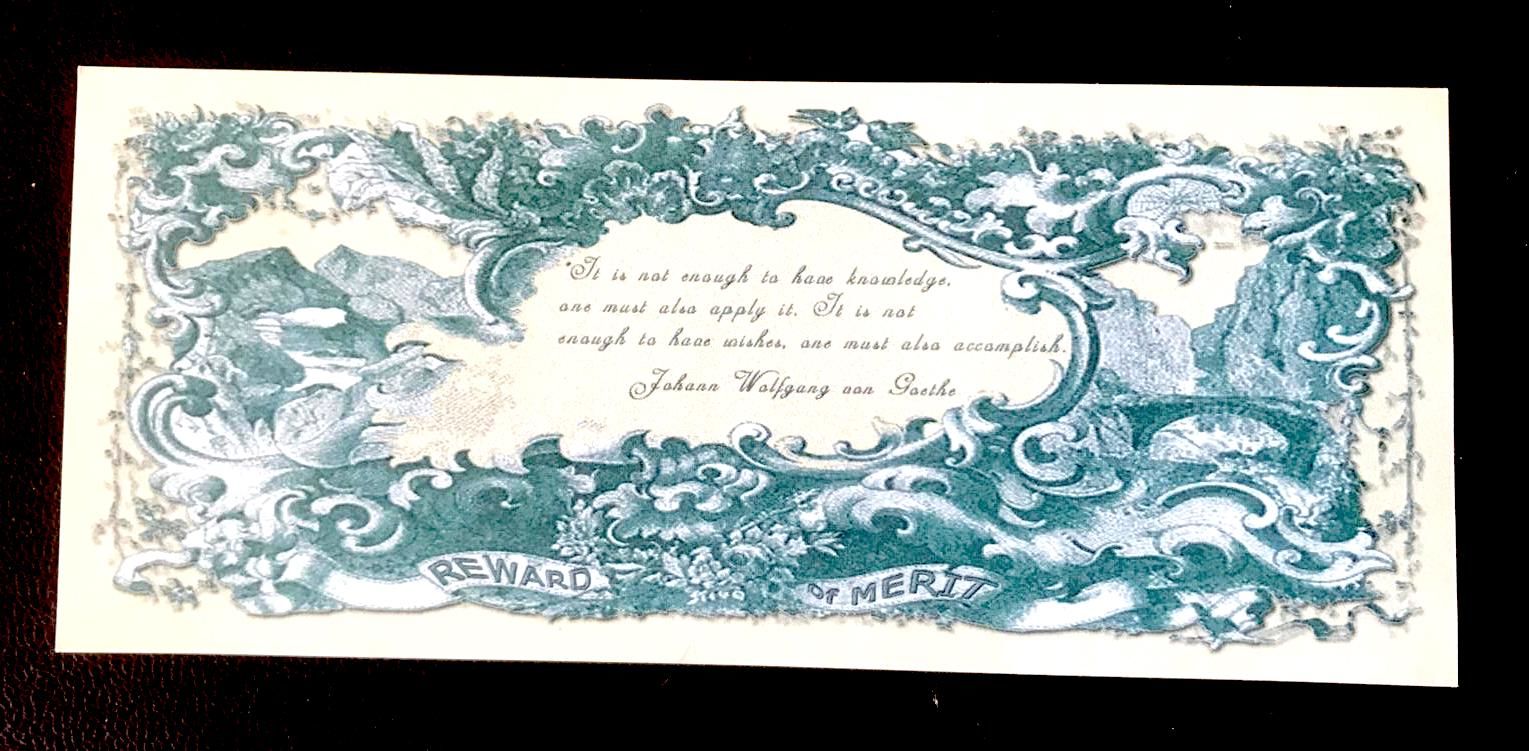 "It is not enough to have knowledge,
one must also apply it. It is not
enough to have wishes, one must also accomplish.
Johann Wolfgang von Goethe
REWARD OF MERIT